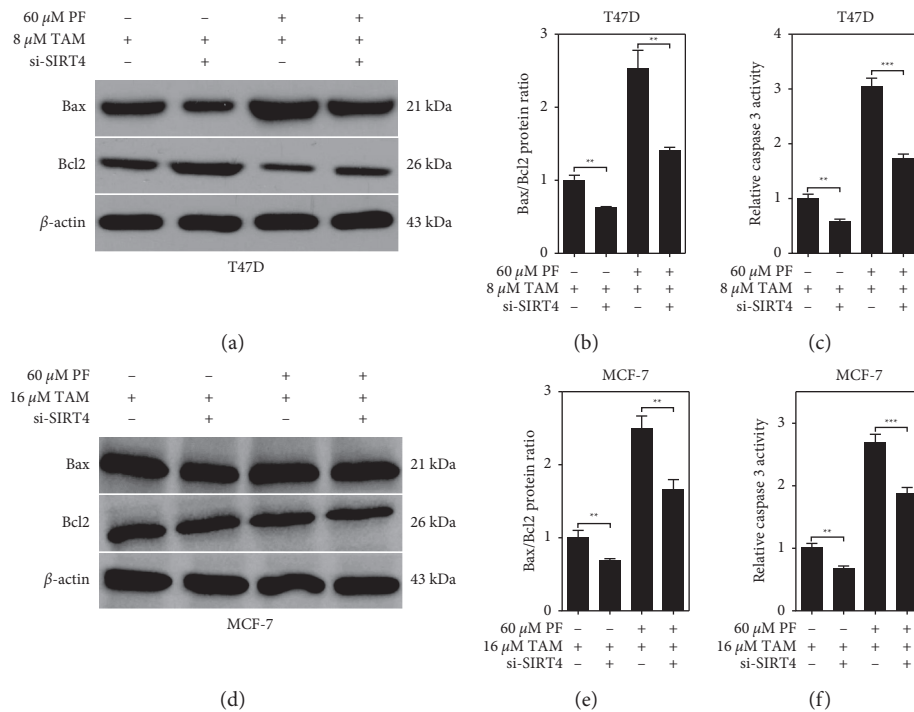 60 μM PF – – + +
8 μM TAM + + + +
si-SIRT4 – + – +
Bax 21 kDa
Bcl2 26 kDa
β-actin 43 kDa
T47D
(a)
T47D
Bax/Bcl2 protein ratio
3
2
1
0
**
**
60 μM PF – – + +
8 μM TAM + + + +
si-SIRT4 – + – +
(b)
T47D
Relative caspase 3 activity
4
3
2
1
0
**
***
60 μM PF – – + +
8 μM TAM + + + +
si-SIRT4 – + – +
(c)
60 μM PF – – + +
16 μM TAM + + + +
si-SIRT4 – + – +
Bax 21 kDa
Bcl2 26 kDa
β-actin 43 kDa
MCF-7
(d)
MCF-7
Bax/Bcl2 protein ratio
3
2
1
0
**
**
60 μM PF – – + +
16 μM TAM + + + +
si-SIRT4 – + – +
(e)
MCF-7
Relative caspase 3 activity
3
2
1
0
**
***
60 μM PF – – + +
16 μM TAM + + + +
si-SIRT4 – + – +
(f)